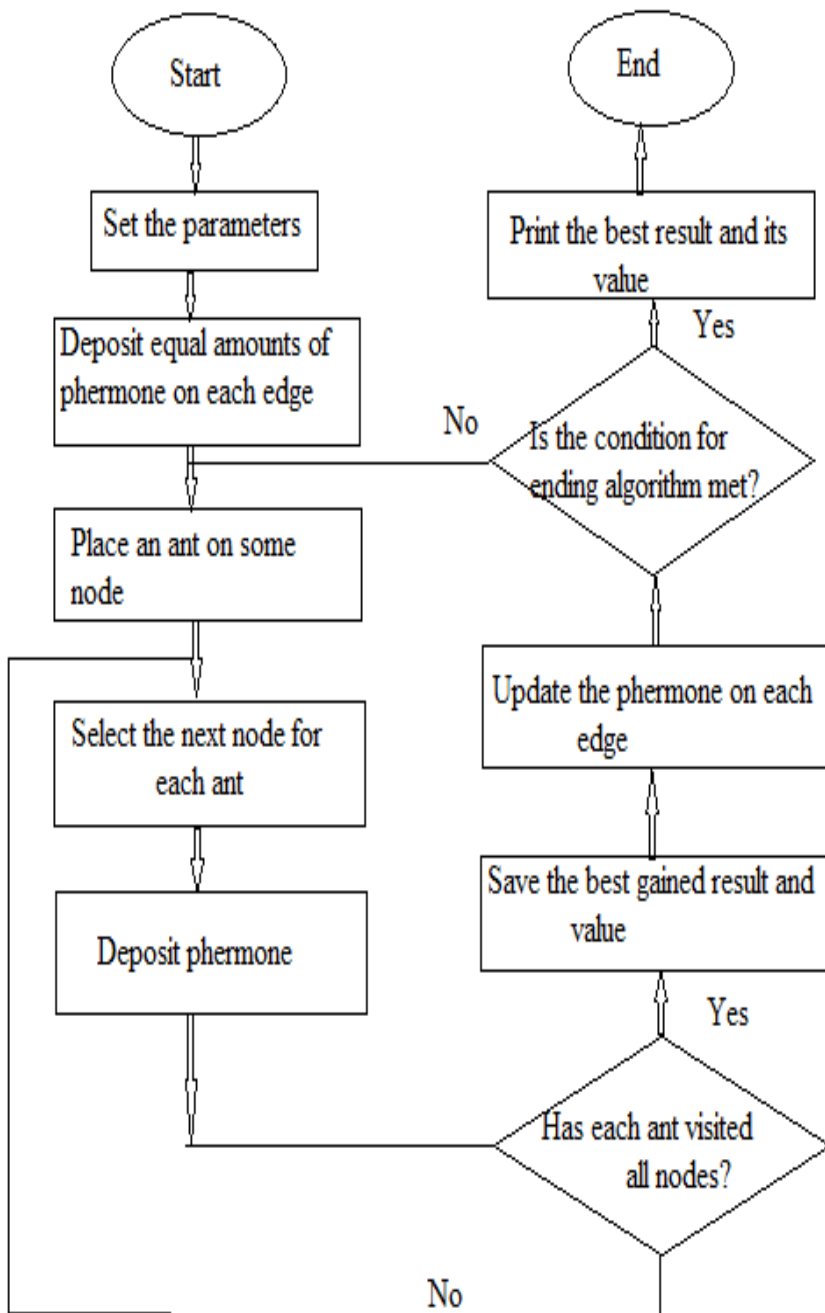 Start
Set the parameters
Deposit equal amounts of
phermone on each edge
Place an ant on some
node
Select the next node for
each ant
Deposit phermone
Has each ant visited
all nodes?
No
Yes
Save the best gained result and
value
Update the phermone on each
edge
Is the condition for
ending algorithm met?
No
Yes
Print the best result and its
value
End